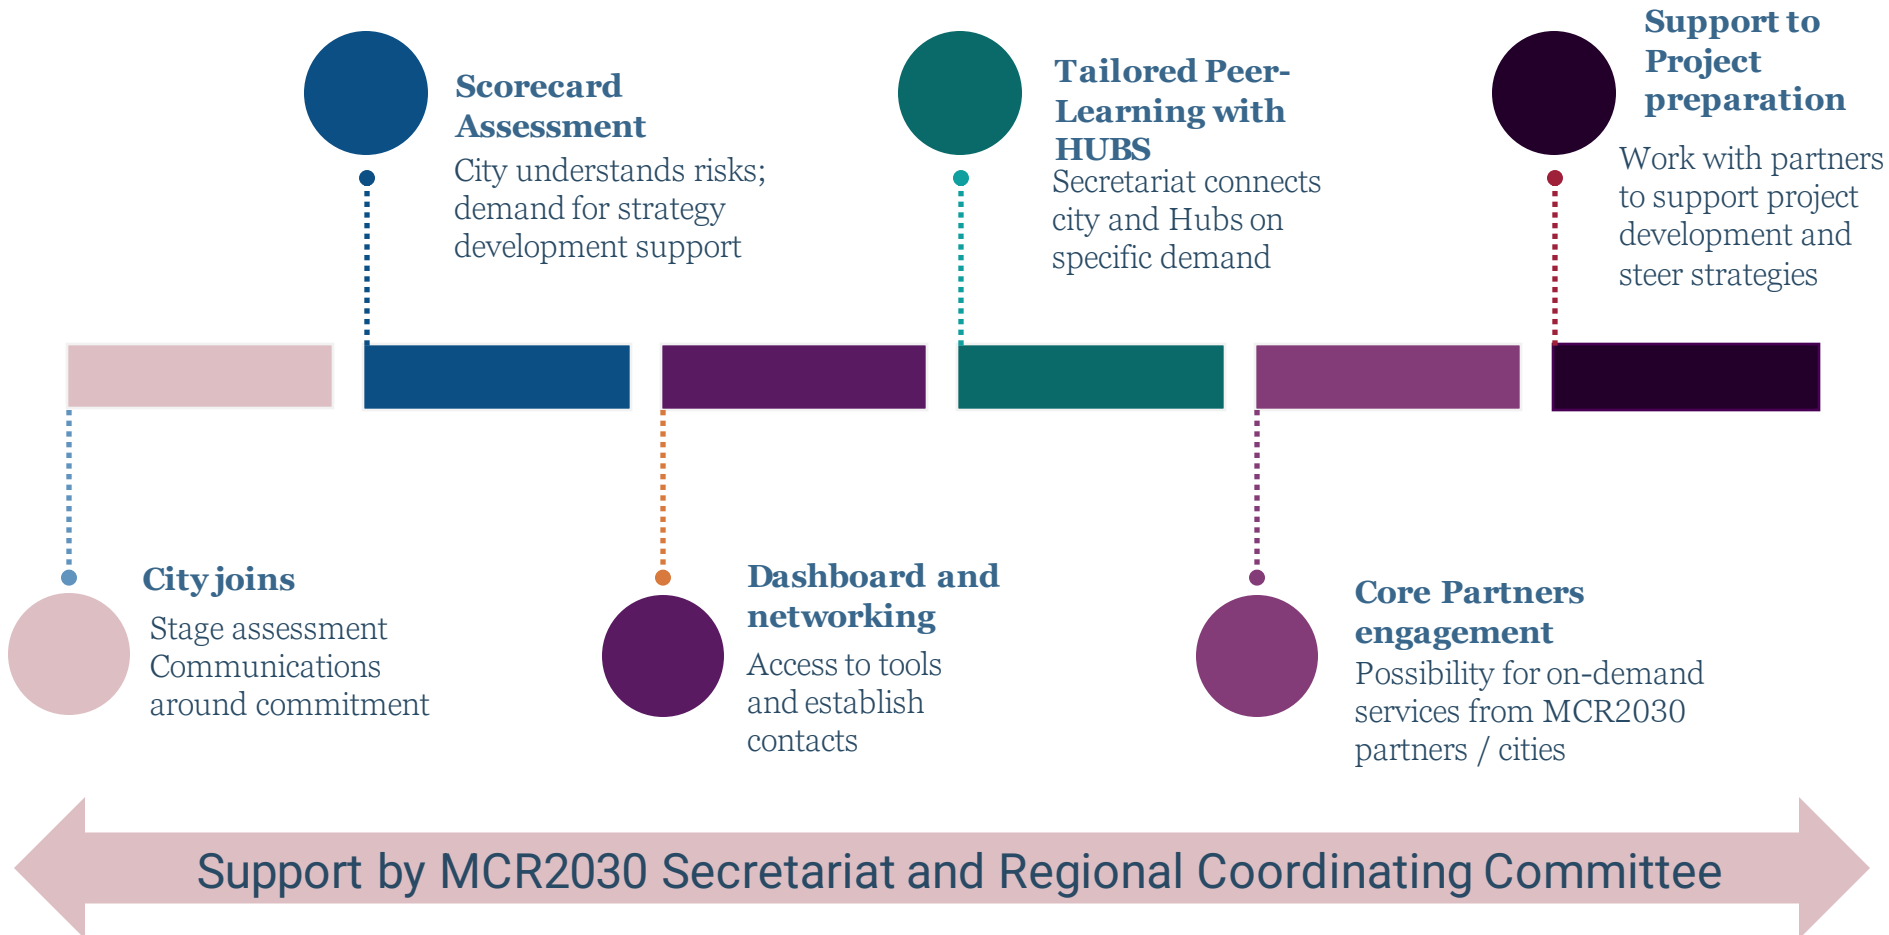 Scorecard
Assessment
City understands risks;
demand for strategy
development support
Tailored Peer-
Learning with
HUBS
Secretariat connects
city and Hubs on
specific demand
Support to
Project
preparation
Work with partners
to support project
development and
steer strategies
City joins
Stage assessment
Communications
around commitment
Dashboard and
networking
Access to tools
and establish
contacts
Core Partners
engagement
Possibility for on-demand
services from MCR2030
partners / cities
Support by MCR2030 Secretariat and Regional Coordinating Committee